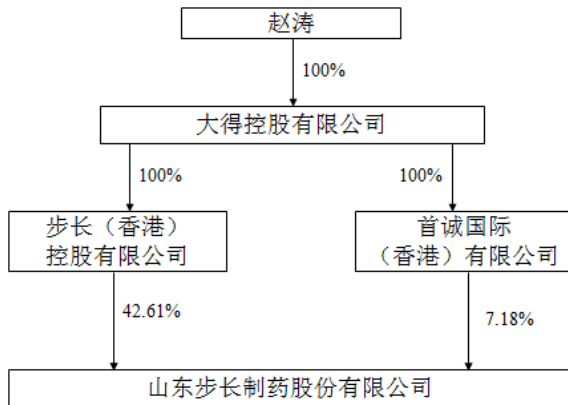 赵涛
100%
大得控股有限公司
100%
100%
步长（香港）
控股有限公司
首诚国际
（香港）有限公司
42.61%
7.18%
山东步长制药股份有限公司